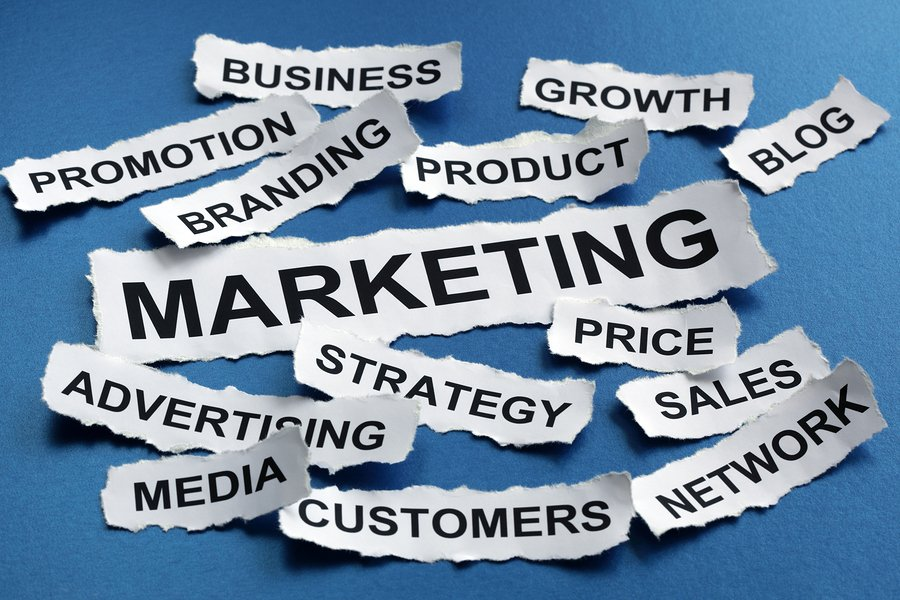 BUSINESS
GROWTH
BLOG
PROMOTION
BRANDING
PRODUCT
MARKETING
PRICE
STRATEGY
SALES
ADVERTISING
NETWORK
MEDIA
CUSTOMERS